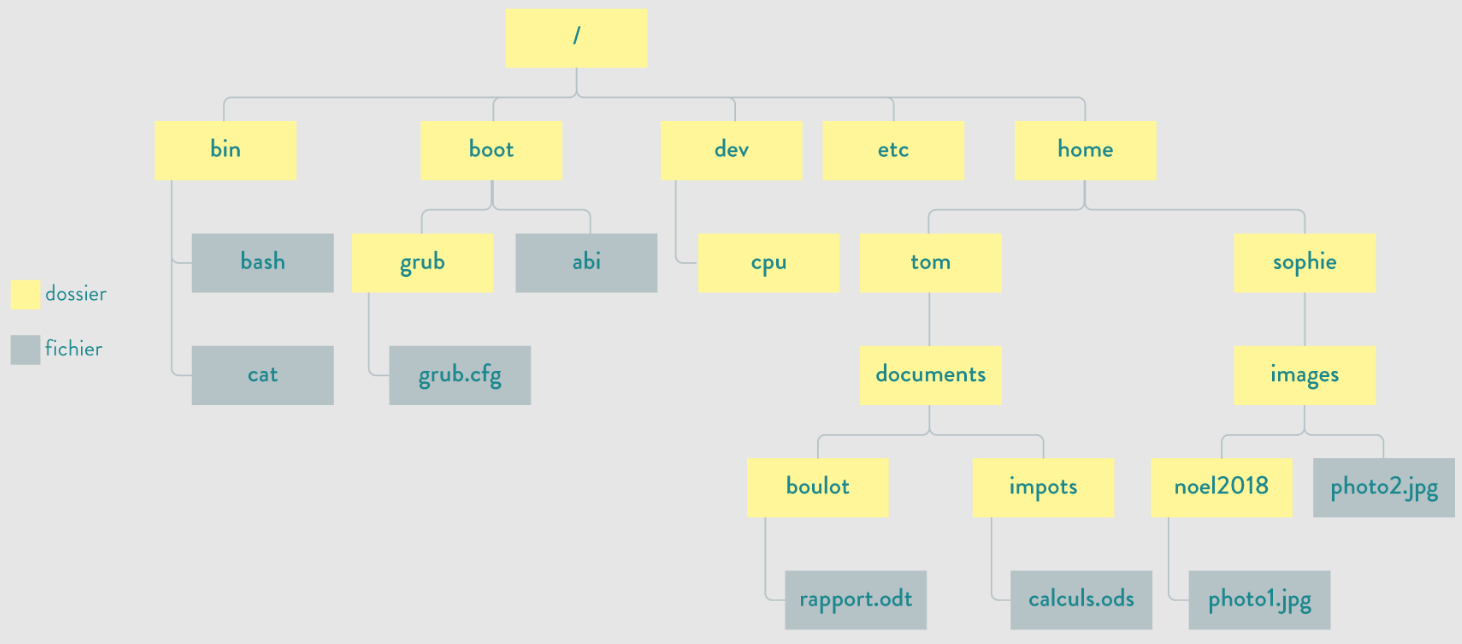 /
bin
boot
dev
etc
home
bash
grub
abi
cpu
tom
sophie
dossier
fichier
cat
grub.cfg
documents
images
boulot
impots
noel2018
photo2.jpg
rapport.odt
calculs.ods
photo1.jpg